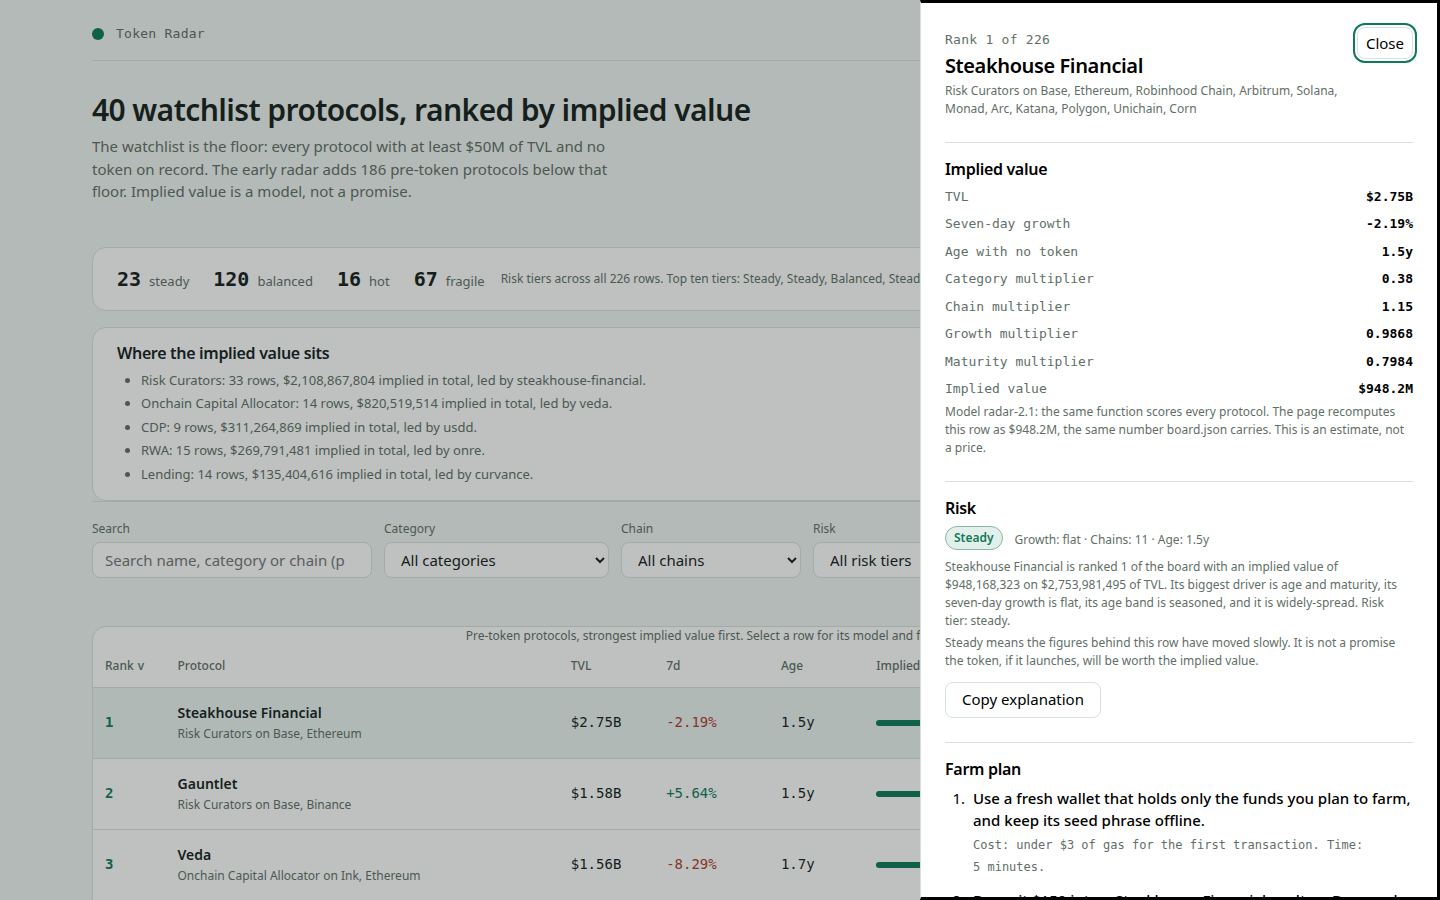 Token Radar
40 watchlist protocols, ranked by implied value
The watchlist is the floor: every protocol with at least $50M of TVL and no
token on record. The early radar adds 186 pre-token protocols below that
floor. Implied value is a model, not a promise.
23 steady 120 balanced 16 hot 67 fragile Risk tiers across all 226 rows. Top ten tiers: Steady, Steady, Balanced, Stead
Where the implied value sits
• Risk Curators: 33 rows, $2,108,867,804 implied in total, led by steakhouse-financial.
• Onchain Capital Allocator: 14 rows, $820,519,514 implied in total, led by veda.
• CDP: 9 rows, $311,264,869 implied in total, led by usdd.
• RWA: 15 rows, $269,791,481 implied in total, led by onre.
• Lending: 14 rows, $135,404,616 implied in total, led by curvance.
Search Category Chain Risk
Search name, category or chain (p All categories All chains All risk tiers
Pre-token protocols, strongest implied value first. Select a row for its model and f
Rank v Protocol TVL 7d Age Implied
1 Steakhouse Financial $2.75B -2.19% 1.5y
Risk Curators on Base, Ethereum
2 Gauntlet $1.58B +5.64% 1.5y
Risk Curators on Base, Binance
3 Veda $1.56B -8.29% 1.7y
Onchain Capital Allocator on Ink, Ethereum
Rank 1 of 226
Close
Steakhouse Financial
Risk Curators on Base, Ethereum, Robinhood Chain, Arbitrum, Solana,
Monad, Arc, Katana, Polygon, Unichain, Corn
Implied value
TVL $2.75B
Seven-day growth -2.19%
Age with no token 1.5y
Category multiplier 0.38
Chain multiplier 1.15
Growth multiplier 0.9868
Maturity multiplier 0.7984
Implied value $948.2M
Model radar-2.1: the same function scores every protocol. The page recomputes
this row as $948.2M, the same number board.json carries. This is an estimate, not
a price.
Risk
Steady Growth: flat · Chains: 11 · Age: 1.5y
Steakhouse Financial is ranked 1 of the board with an implied value of
$948,168,323 on $2,753,981,495 of TVL. Its biggest driver is age and maturity, its
seven-day growth is flat, its age band is seasoned, and it is widely-spread. Risk
tier: steady.
Steady means the figures behind this row have moved slowly. It is not a promise
the token, if it launches, will be worth the implied value.
Copy explanation
Farm plan
1. Use a fresh wallet that holds only the funds you plan to farm,
and keep its seed phrase offline.
Cost: under $3 of gas for the first transaction. Time:
5 minutes.